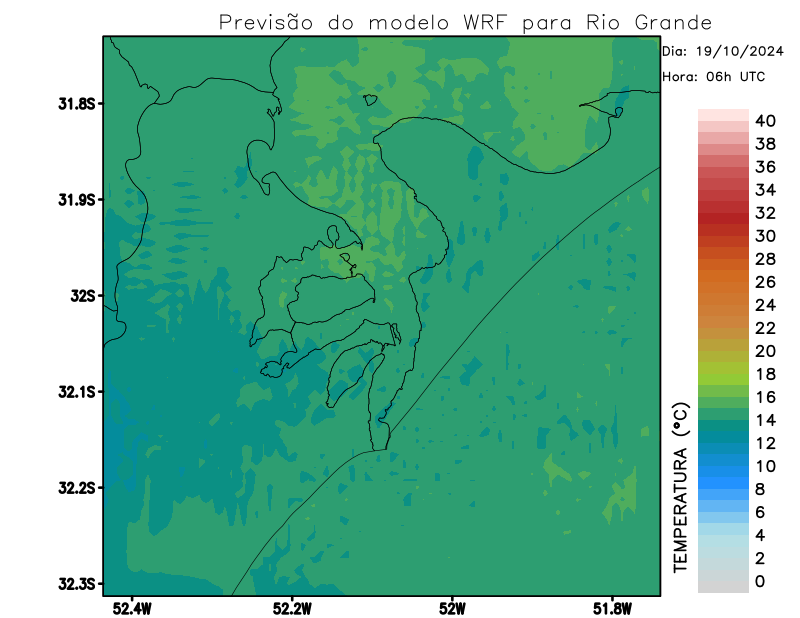 Previsão do modelo WRF para Rio Grande
Dia: 19/10/2024
Hora: 06h UTC
31.8S
31.9S
32S
32.1S
32.2S
32.3S
52.4W
52.2W
52W
51.8W
TEMPERATURA (°C)
40
38
36
34
32
30
28
26
24
22
20
18
16
14
12
10
8
6
4
2
0